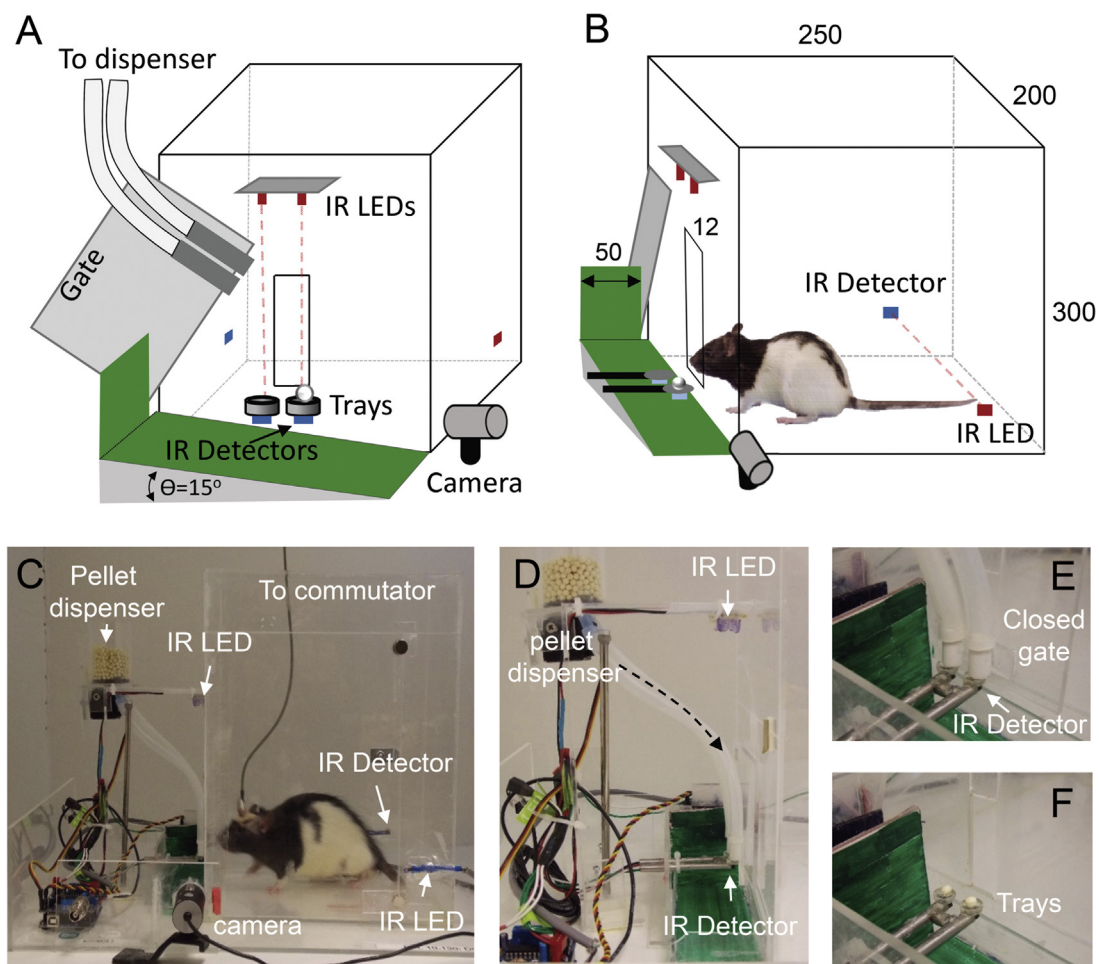 A
To dispenser
IR LEDs
Gate
Trays
IR Detectors
Camera
Θ=15°
B
250
200
12
50
IR Detector
300
IR LED
C
Pellet
dispenser
To commutator
IR LED
IR Detector
camera
IR LED
D
IR LED
pellet
dispenser
IR Detector
E
Closed
gate
IR Detector
F
Trays